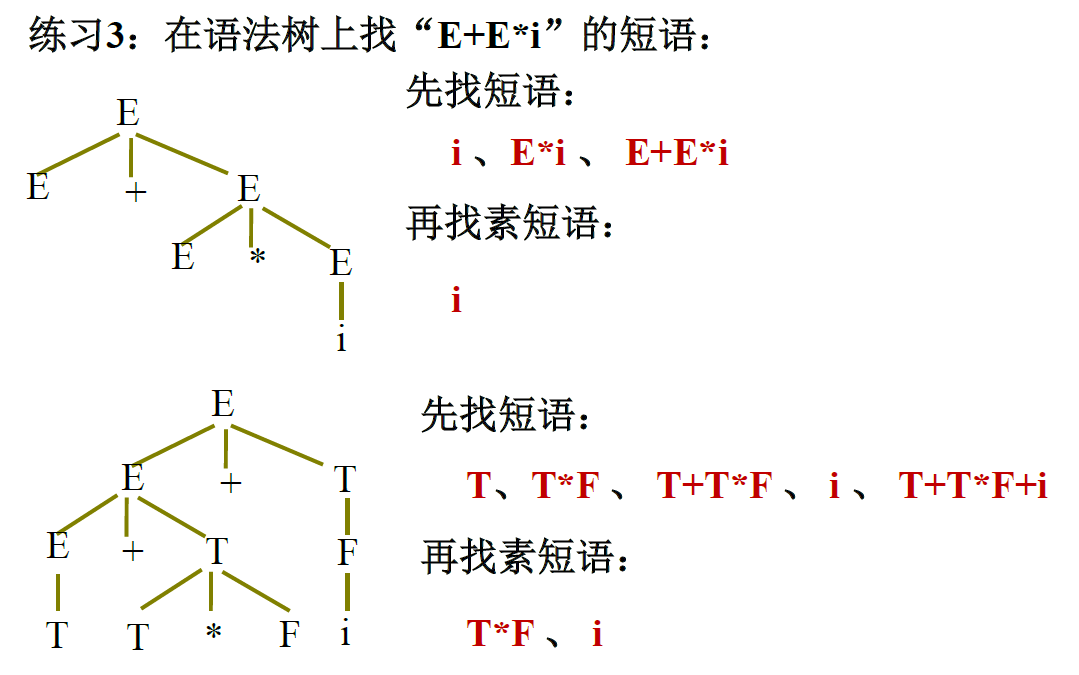 练习3：在语法树上找“E+E*i”的短语：
先找短语：
E
i 、E*i 、 E+E*i
E + E
再找素短语：
E * E
i
i
E
先找短语：
E + T
T、T*F 、 T+T*F 、i 、 T+T*F+i
E + T F
再找素短语：
T T * F i
T*F 、 i